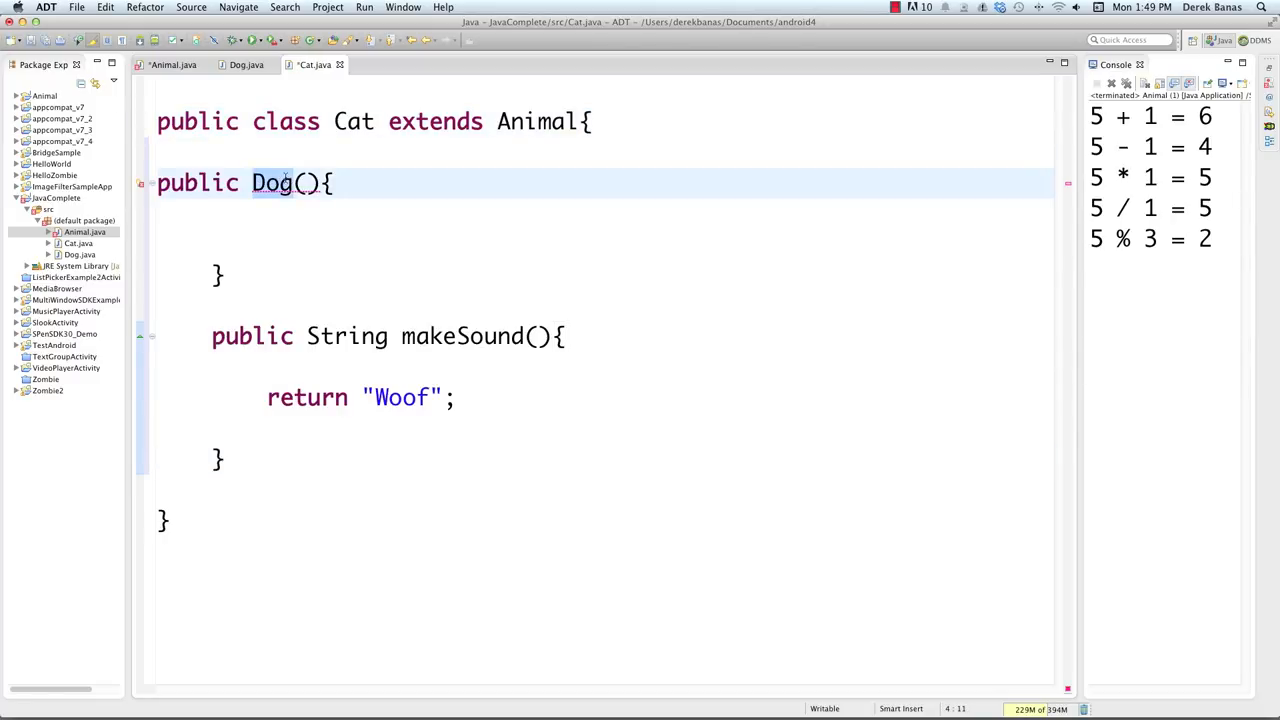 ADT File Edit Refactor Source Navigate Search Project Run Window Help 10 Mon 1:49 PM Derek Banas
Java - JavaComplete/src/Cat.java - ADT - /Users/derekbanas/Documents/android4
Quick Access Java DDMS
Package Exp
*Animal.java Dog.java *Cat.java
Console
Animal
appcompat_v7
appcompat_v7_2
appcompat_v7_3
appcompat_v7_4
BridgeSample
HelloWorld
HelloZombie
ImageFilterSampleApp
JavaComplete
src
(default package)
Animal.java
Cat.java
Dog.java
JRE System Library [Ja
ListPickerExample2Activi
MediaBrowser
MultiWindowSDKExample
MusicPlayerActivity
SlookActivity
SPenSDK30_Demo
TestAndroid
TextGroupActivity
VideoPlayerActivity
Zombie
Zombie2
public class Cat extends Animal{
public Dog(){
}
public String makeSound(){
return "Woof";
}
}
<terminated> Animal (1) [Java Application] /S
5 + 1 = 6
5 - 1 = 4
5 * 1 = 5
5 / 1 = 5
5 % 3 = 2
Writable Smart Insert 4 : 11 229M of 394M